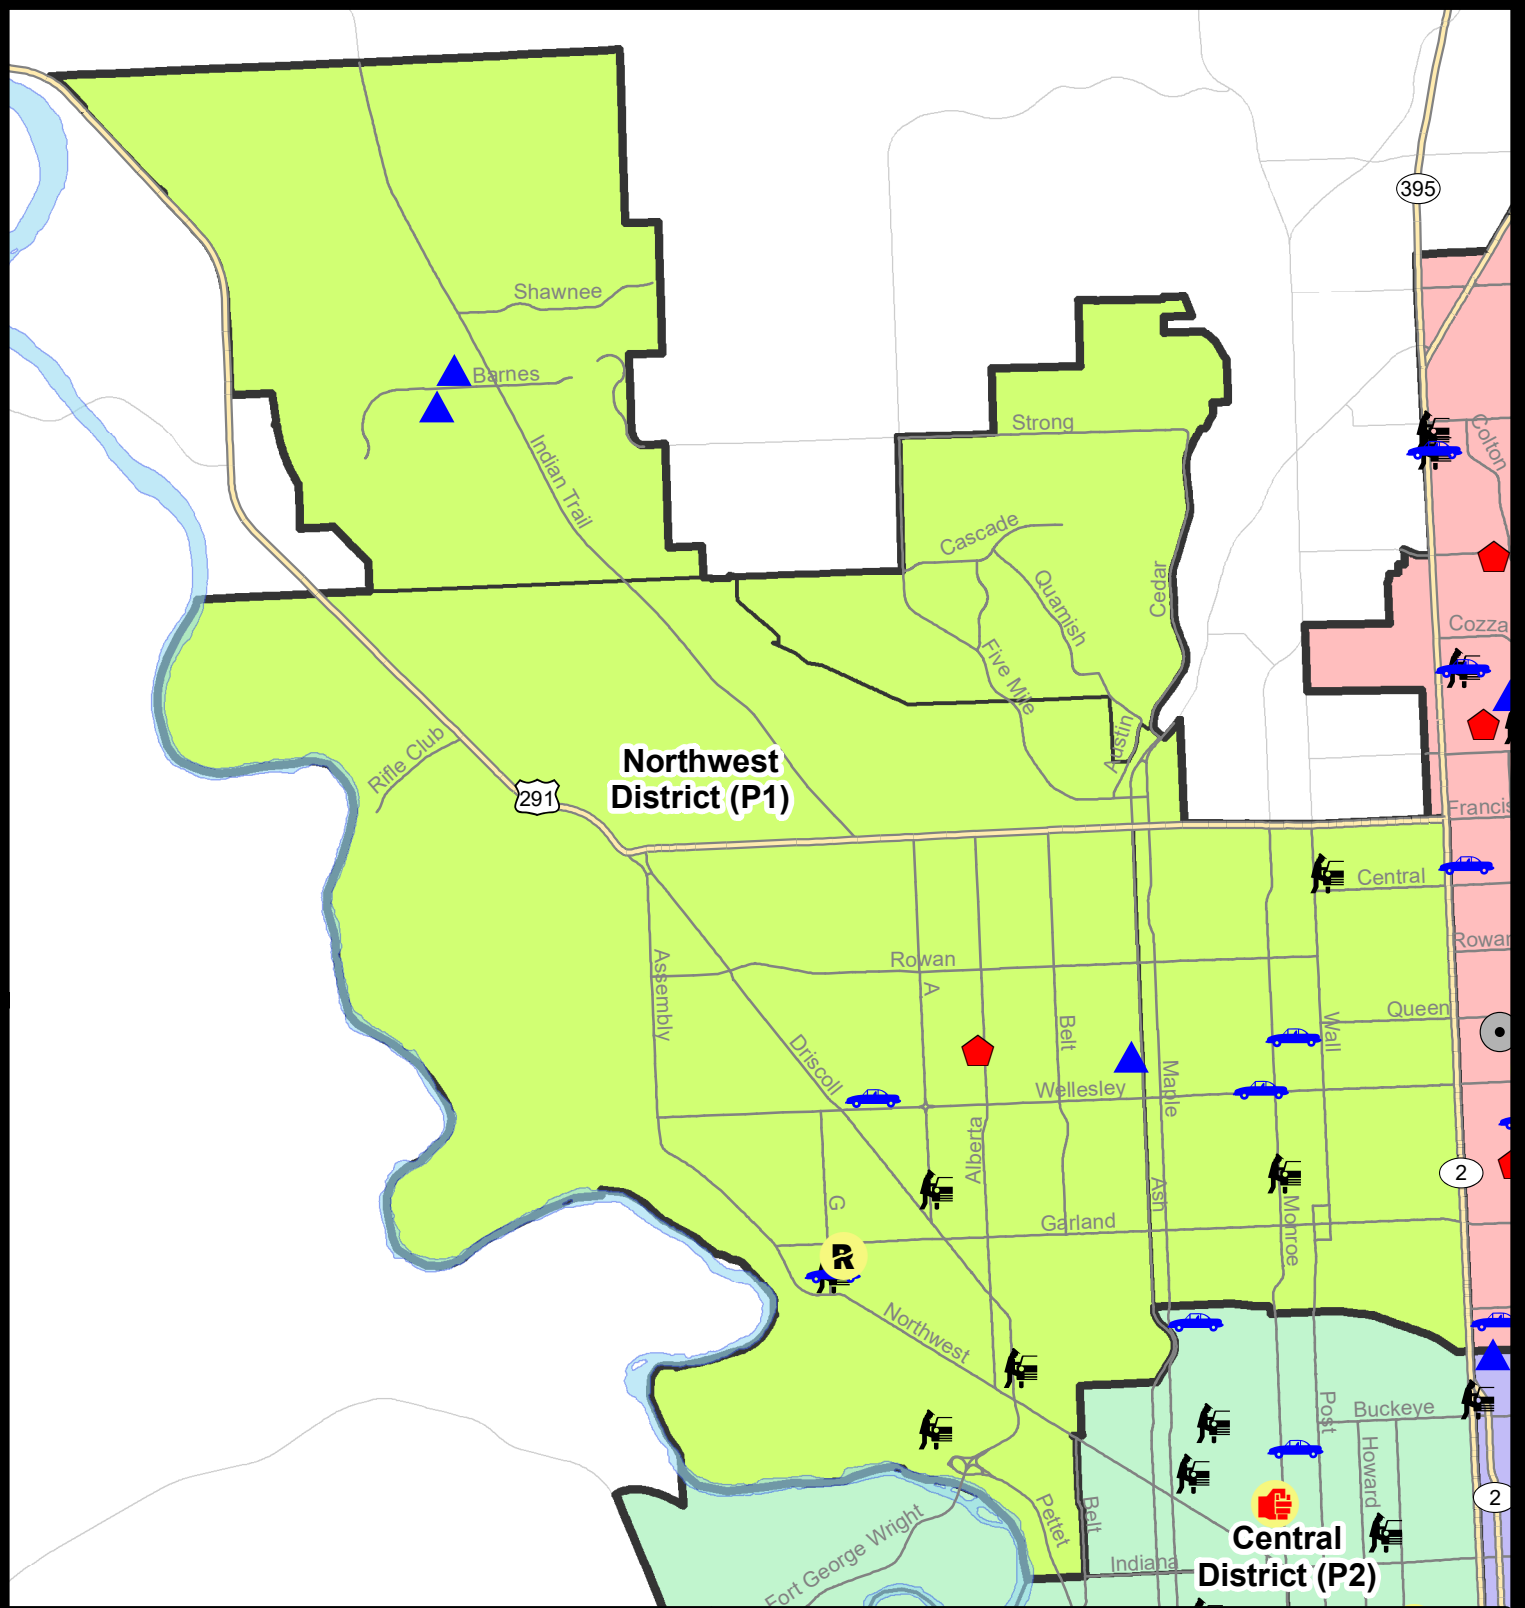 395
Shawnee
Barnes
Strong
Colton
Indian Trail
Cascade
Quamish
Cedar
Cozza
Five Mile
Austin
Rifle Club
Northwest
District (P1)
291
Francis
Central
Rowan
Rowan
Assembly
A
Queen
Belt
Wall
Driscoll
Wellesley
Maple
Alberta
2
Ash
G
Garland
Monroe
R
Northwest
Post
Buckeye
Howard
2
Pettet
Belt
Fort George Wright
Central
District (P2)
Indiana